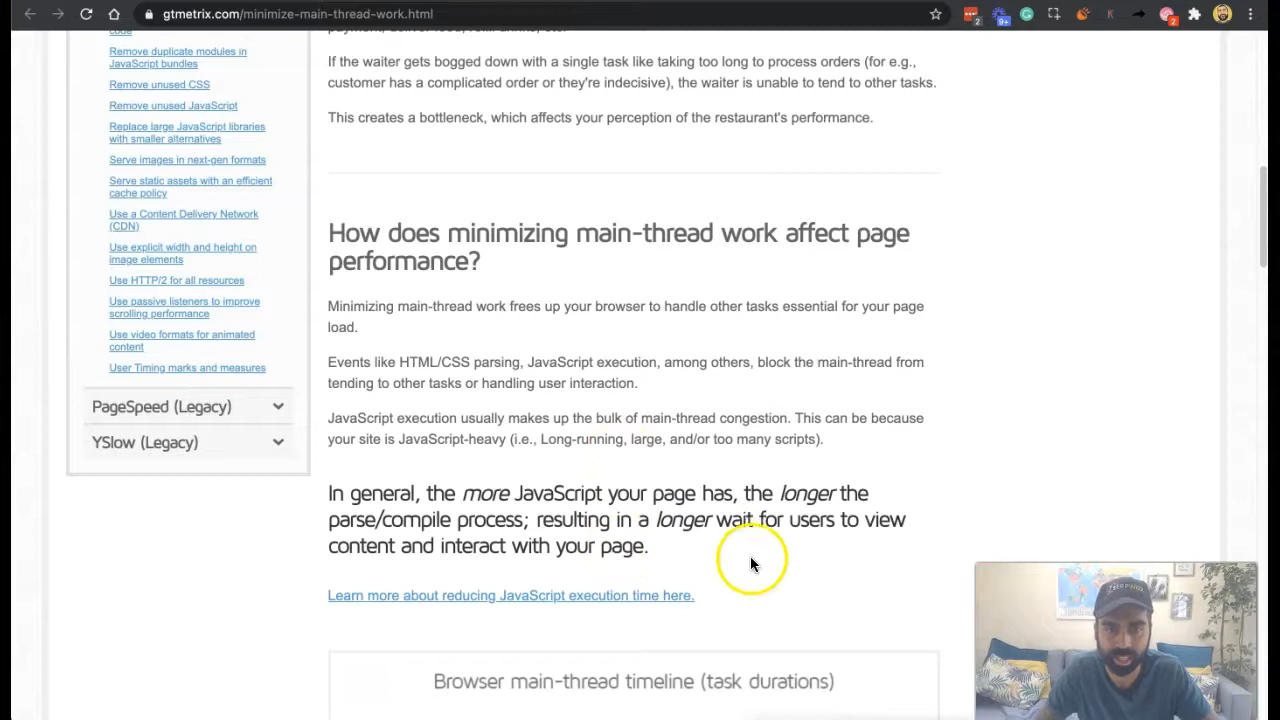 gtmetrix.com/minimize-main-thread-work.html
2
9+
2
code
Remove duplicate modules in
JavaScript bundles
Remove unused CSS
Remove unused JavaScript
Replace large JavaScript libraries
with smaller alternatives
Serve images in next-gen formats
Serve static assets with an efficient
cache policy
Use a Content Delivery Network
(CDN)
Use explicit width and height on
image elements
Use HTTP/2 for all resources
Use passive listeners to improve
scrolling performance
Use video formats for animated
content
User Timing marks and measures
PageSpeed (Legacy)
YSlow (Legacy)
If the waiter gets bogged down with a single task like taking too long to process orders (for e.g.,
customer has a complicated order or they're indecisive), the waiter is unable to tend to other tasks.
This creates a bottleneck, which affects your perception of the restaurant's performance.
How does minimizing main-thread work affect page
performance?
Minimizing main-thread work frees up your browser to handle other tasks essential for your page
load.
Events like HTML/CSS parsing, JavaScript execution, among others, block the main-thread from
tending to other tasks or handling user interaction.
JavaScript execution usually makes up the bulk of main-thread congestion. This can be because
your site is JavaScript-heavy (i.e., Long-running, large, and/or too many scripts).
In general, the more JavaScript your page has, the longer the
parse/compile process; resulting in a longer wait for users to view
content and interact with your page.
Learn more about reducing JavaScript execution time here.
Browser main-thread timeline (task durations)